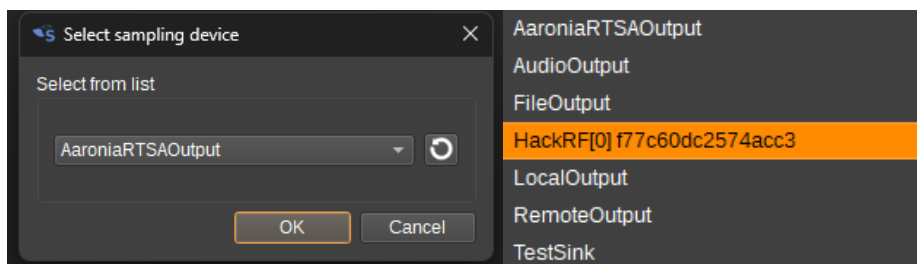 Select sampling device
Select from list
AaroniaRTSAOutput
OK
Cancel
AaroniaRTSAOutput
AudioOutput
FileOutput
HackRF[0] f77c60dc2574acc3
LocalOutput
RemoteOutput
TestSink